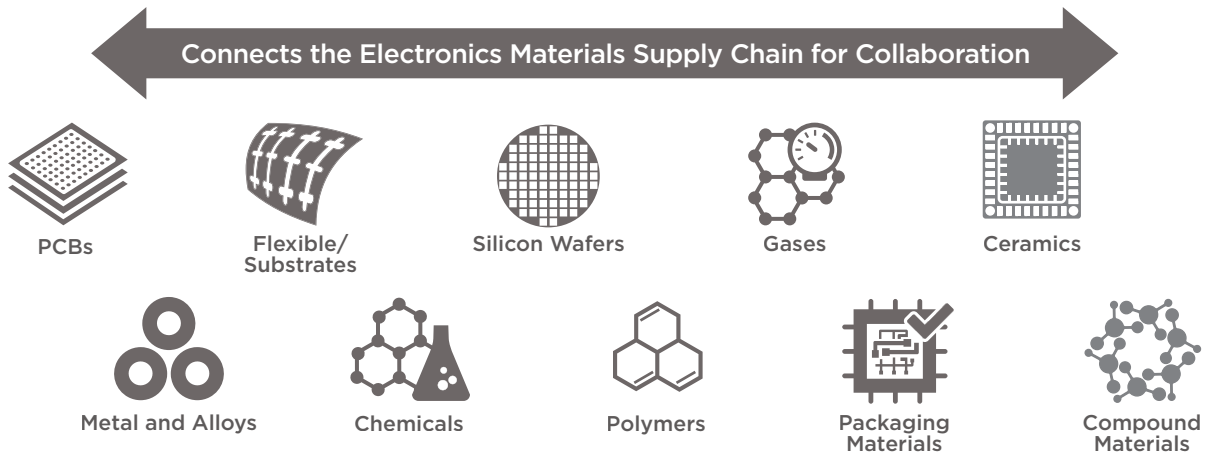 Connects the Electronics Materials Supply Chain for Collaboration
PCBs
Flexible/
Substrates
Silicon Wafers
Gases
Ceramics
Metal and Alloys
Chemicals
Polymers
Packaging
Materials
Compound
Materials